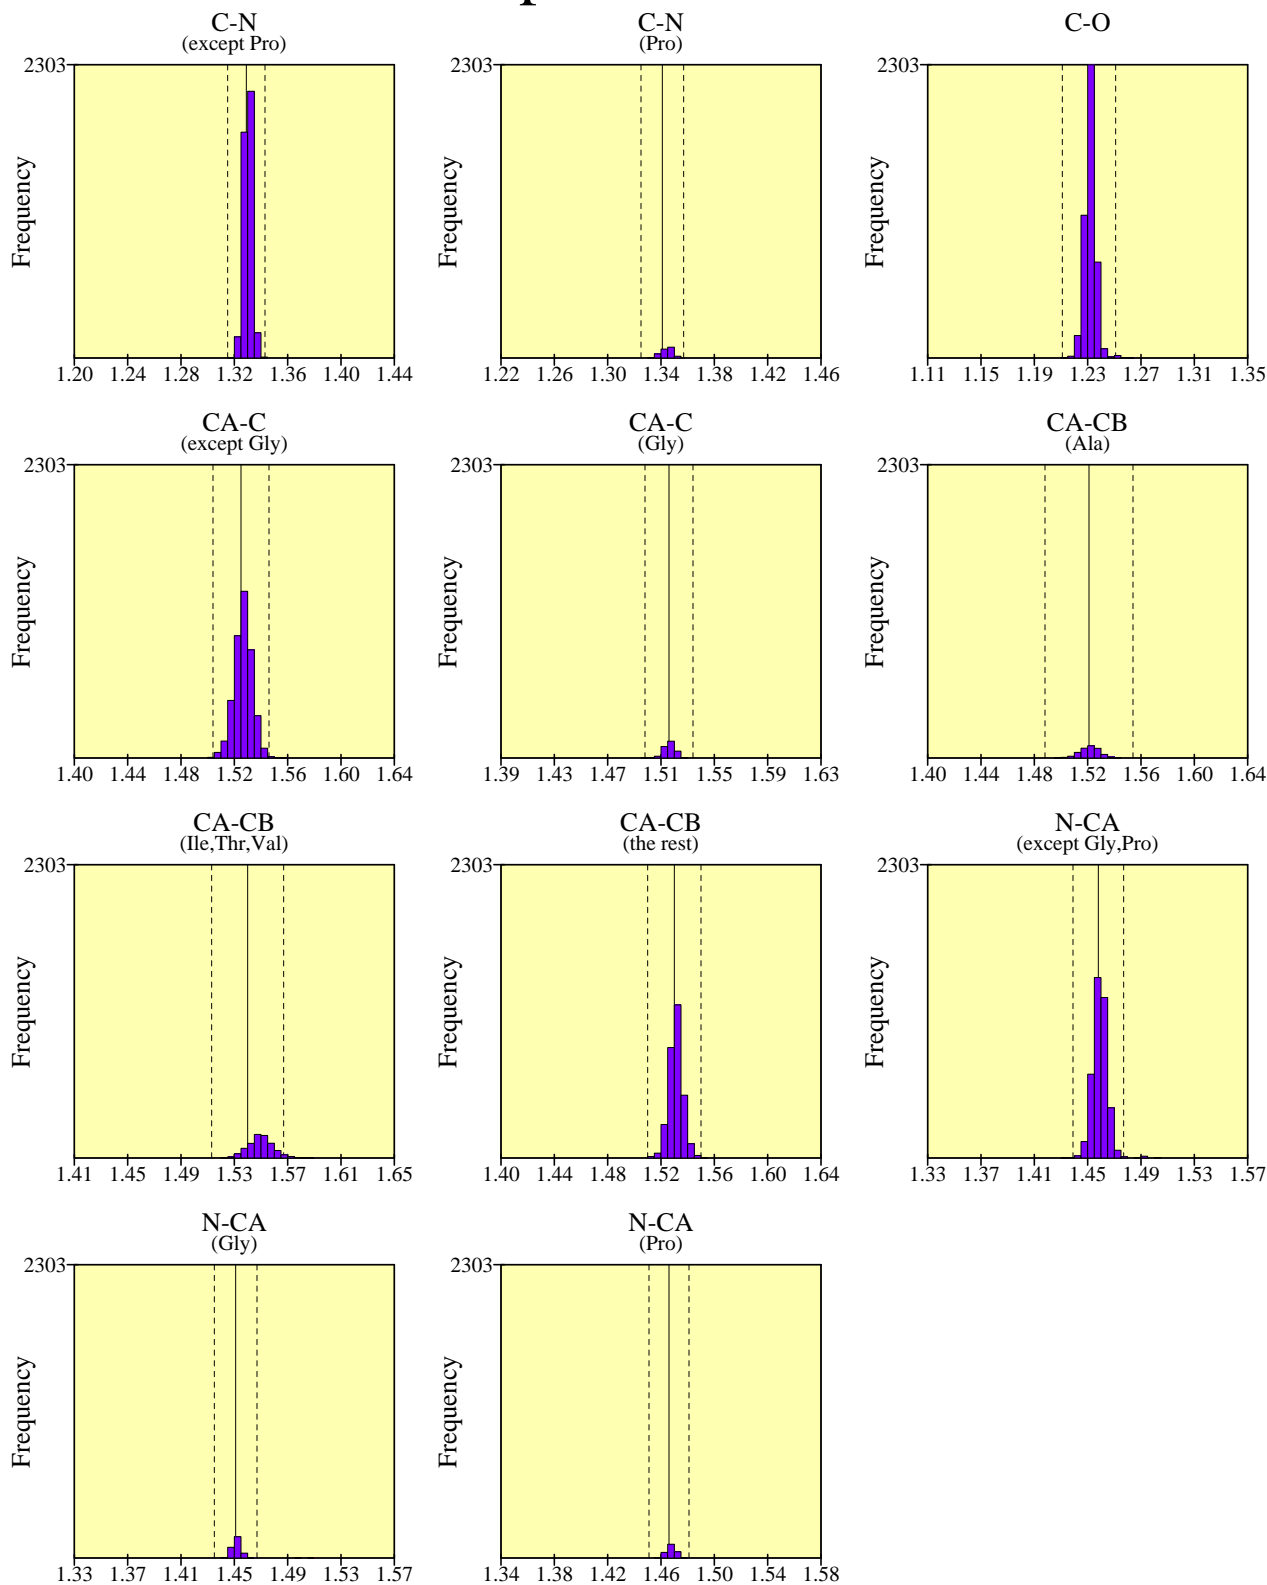 C-N
(except Pro)
C-N
(Pro)
C-O
2303
2303
2303
Frequency
Frequency
Frequency
1.20 1.24 1.28 1.32 1.36 1.40 1.44
1.22 1.26 1.30 1.34 1.38 1.42 1.46
1.11 1.15 1.19 1.23 1.27 1.31 1.35
CA-C
(except Gly)
CA-C
(Gly)
CA-CB
(Ala)
2303
2303
2303
Frequency
Frequency
Frequency
1.40 1.44 1.48 1.52 1.56 1.60 1.64
1.39 1.43 1.47 1.51 1.55 1.59 1.63
1.40 1.44 1.48 1.52 1.56 1.60 1.64
CA-CB
(Ile,Thr,Val)
CA-CB
(the rest)
N-CA
(except Gly,Pro)
2303
2303
2303
Frequency
Frequency
Frequency
1.41 1.45 1.49 1.53 1.57 1.61 1.65
1.40 1.44 1.48 1.52 1.56 1.60 1.64
1.33 1.37 1.41 1.45 1.49 1.53 1.57
N-CA
(Gly)
N-CA
(Pro)
2303
2303
Frequency
Frequency
1.33 1.37 1.41 1.45 1.49 1.53 1.57
1.34 1.38 1.42 1.46 1.50 1.54 1.58